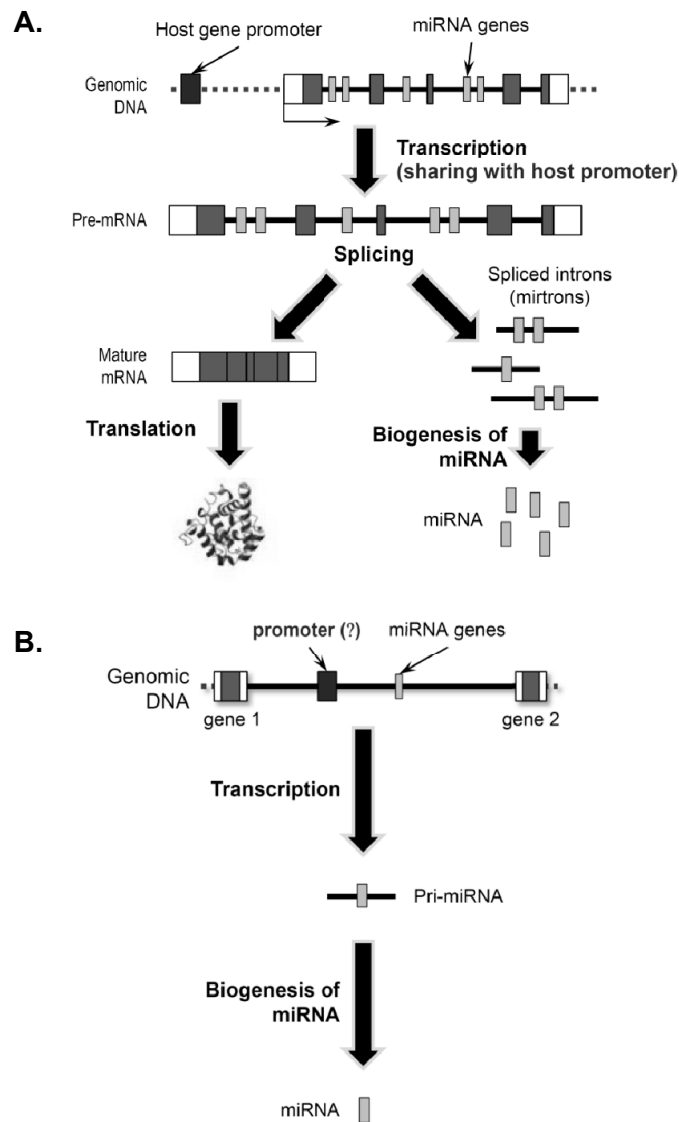 A.
Host gene promoter
miRNA genes
Genomic
DNA
Transcription
(sharing with host promoter)
Pre-mRNA
Splicing
Spliced introns
(mirtrons)
Mature
mRNA
Translation
Biogenesis of
miRNA
miRNA
B.
promoter (?)
miRNA genes
Genomic
DNA
gene 1
gene 2
Transcription
Pri-miRNA
Biogenesis of
miRNA
miRNA